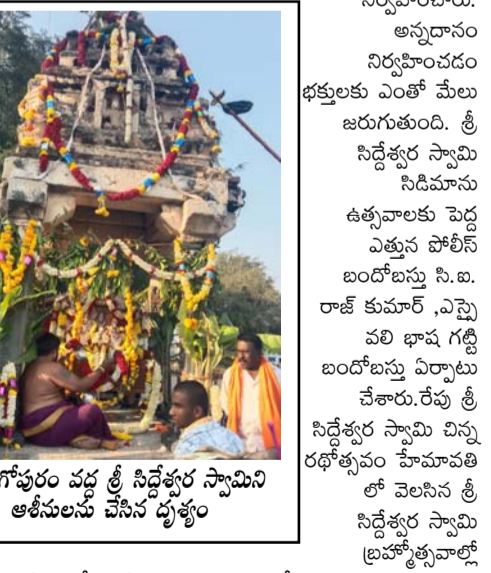 గోపురం వద్ద శ్రీ సిద్దేశ్వర స్వామిని
ఆశీనులను చేసిన దృశ్యం
నిర్వహించారు.
అన్నదానం
నిర్వహించడం
భక్తులకు ఎంతో మేలు
జరుగుతుంది. శ్రీ
సిద్దేశ్వర స్వామి
సిడిమాను
ఉత్సవాలకు పెద్ద
ఎత్తున పోలీస్
బందోబస్తు సి.ఐ.
రాజ్ కుమార్ ,ఎస్సై
వలి భాష గట్టి
బందోబస్తు ఏర్పాటు
చేశారు.రేపు శ్రీ
సిద్దేశ్వర స్వామి చిన్న
రథోత్సవం హేమావతి
లో వెలసిన శ్రీ
సిద్దేశ్వర స్వామి
బ్రహ్మోత్సవాల్లో